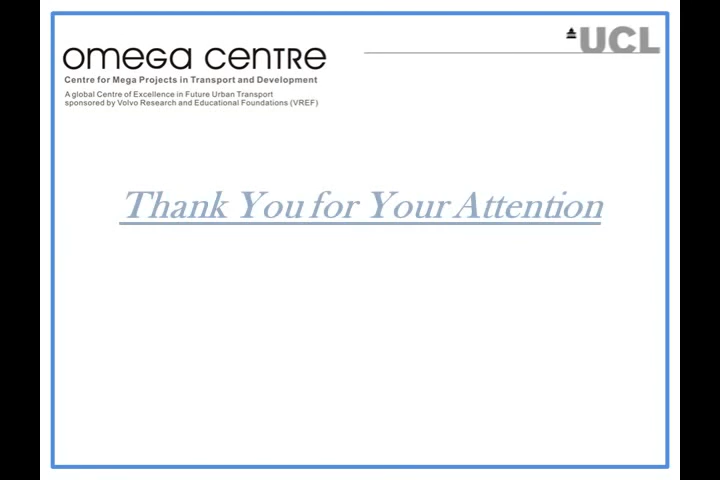 omega centre
Centre for Mega Projects in Transport and Development
A global Centre of Excellence in Future Urban Transport
sponsored by Volvo Research and Educational Foundations (VREF)
UCL
Thank You for Your Attention